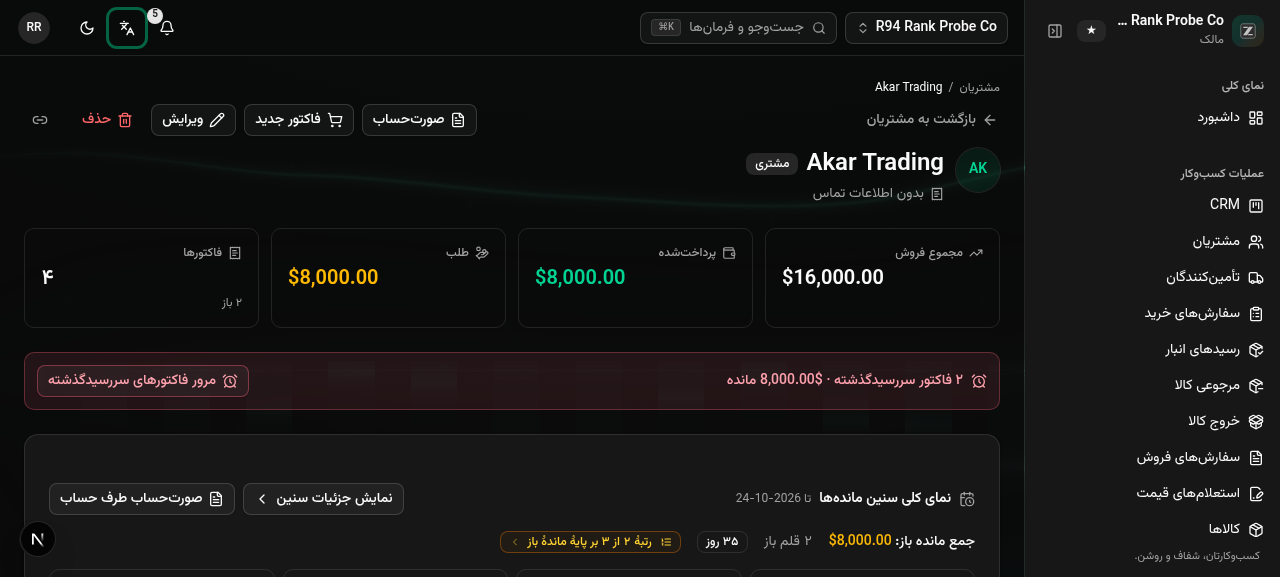 Rank Probe Co ...
مالک
نمای کلی
داشبورد
عملیات کسب‌وکار
CRM
مشتریان
تأمین‌کنندگان
سفارش‌های خرید
رسیدهای انبار
مرجوعی کالا
خروج کالا
سفارش‌های فروش
استعلام‌های قیمت
کالاها
کسب‌وکارتان، شفاف و روشن.
R94 Rank Probe Co
جست‌وجو و فرمان‌ها ⌘K
5
RR
مشتریان / Akar Trading
بازگشت به مشتریان
صورت‌حساب
فاکتور جدید
ویرایش
حذف
AK
Akar Trading مشتری
بدون اطلاعات تماس
مجموع فروش
$16,000.00
پرداخت‌شده
$8,000.00
طلب
$8,000.00
فاکتورها
۴
۲ باز
۲ فاکتور سررسیدگذشته · 8,000.00$ مانده
مرور فاکتورهای سررسیدگذشته
نمای کلی سنین مانده‌ها تا 2026-10-24
نمایش جزئیات سنین
صورت‌حساب طرف حساب
جمع مانده باز: $8,000.00 ۲ قلم باز ۳۵ روز رتبهٔ ۲ از ۳ بر پایهٔ ماندهٔ باز
N